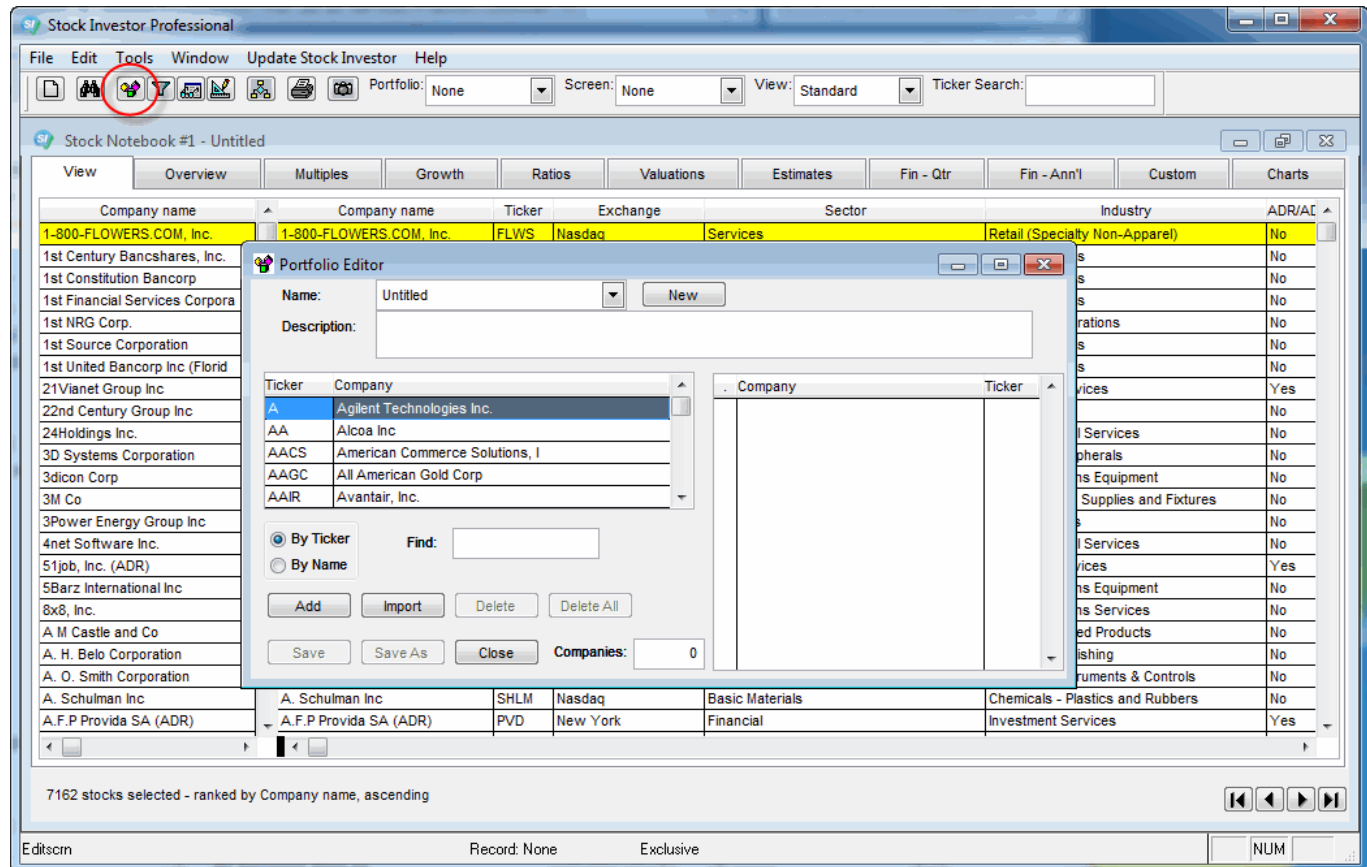 Stock Investor Professional
File Edit Tools Window Update Stock Investor Help
Portfolio: None Screen: None View: Standard Ticker Search:
Stock Notebook #1 - Untitled
View Overview Multiples Growth Ratios Valuations Estimates Fin - Qtr Fin - Ann'l Custom Charts
Company name Company name Ticker Exchange Sector Industry ADR/AD
1-800-FLOWERS.COM, Inc. 1-800-FLOWERS.COM, Inc. FLWS Nasdaq Services Retail (Specialty Non-Apparel) No
1st Century Bancshares, Inc. s No
1st Constitution Bancorp s No
1st Financial Services Corpora s No
1st NRG Corp. rations No
1st Source Corporation s No
1st United Bancorp Inc (Florid s No
21Vianet Group Inc vices Yes
22nd Century Group Inc No
24Holdings Inc. l Services No
3D Systems Corporation pherals No
3dicon Corp ns Equipment No
3M Co Supplies and Fixtures No
3Power Energy Group Inc s No
4net Software Inc. l Services No
51job, Inc. (ADR) vices Yes
5Barz International Inc ns Equipment No
8x8, Inc. ns Services No
A M Castle and Co ed Products No
A. H. Belo Corporation ishing No
A. O. Smith Corporation ruments & Controls No
A. Schulman Inc A. Schulman Inc SHLM Nasdaq Basic Materials Chemicals - Plastics and Rubbers No
A.F.P Provida SA (ADR) A.F.P Provida SA (ADR) PVD New York Financial Investment Services Yes
Portfolio Editor
Name: Untitled New
Description:
Ticker Company . Company Ticker
A Agilent Technologies Inc.
AA Alcoa Inc
AACS American Commerce Solutions, I
AAGC All American Gold Corp
AAIR Avantair, Inc.
By Ticker Find:
By Name
Add Import Delete Delete All
Save Save As Close Companies: 0
7162 stocks selected - ranked by Company name, ascending
Editscrn Record: None Exclusive NUM